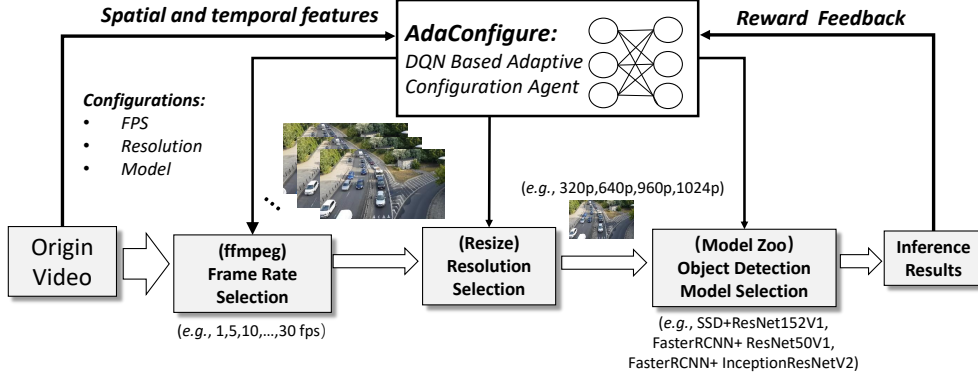 Spatial and temporal features
Reward Feedback
AdaConfigure:
DQN Based Adaptive
Configuration Agent
Configurations:
• FPS
• Resolution
• Model
(e.g., 320p,640p,960p,1024p)
Origin
Video
(ffmpeg)
Frame Rate
Selection
(Resize)
Resolution
Selection
(Model Zoo)
Object Detection
Model Selection
Inference
Results
(e.g., 1,5,10,...,30 fps)
(e.g., SSD+ResNet152V1,
FasterRCNN+ ResNet50V1,
FasterRCNN+ InceptionResNetV2)